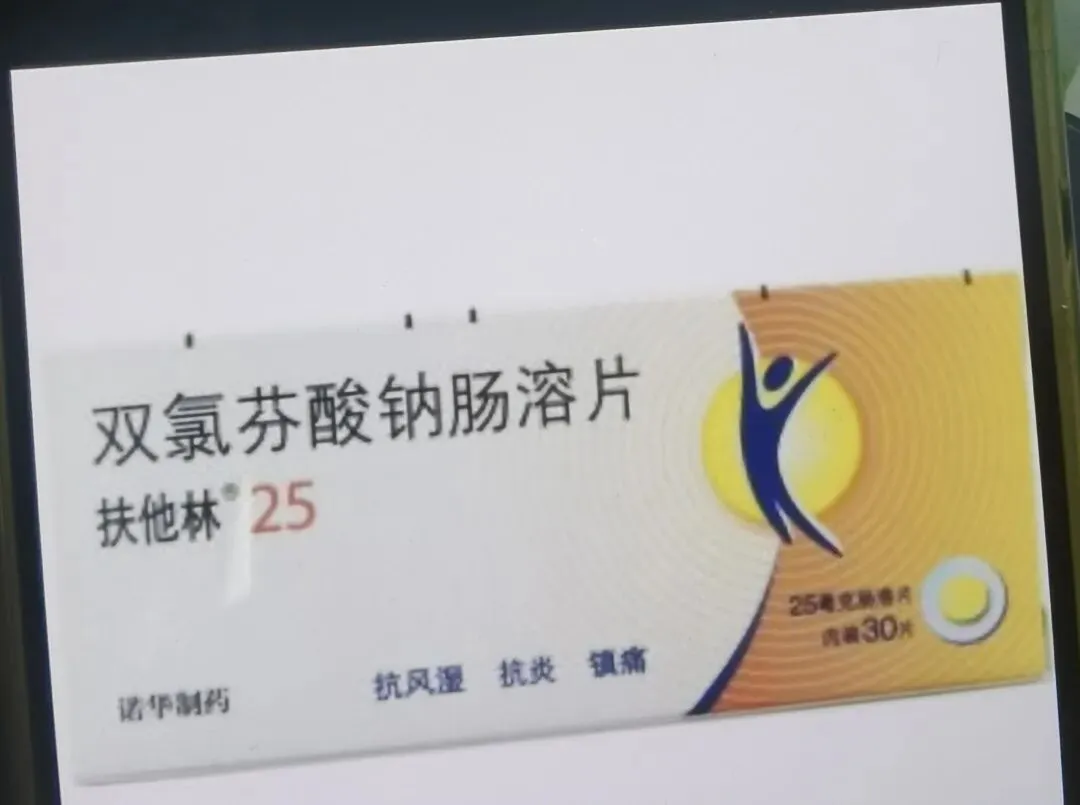 双氯芬酸钠肠溶片
扶他林® 25
25毫克肠溶片
内装30片
抗风湿 抗炎 镇痛
诺华制药